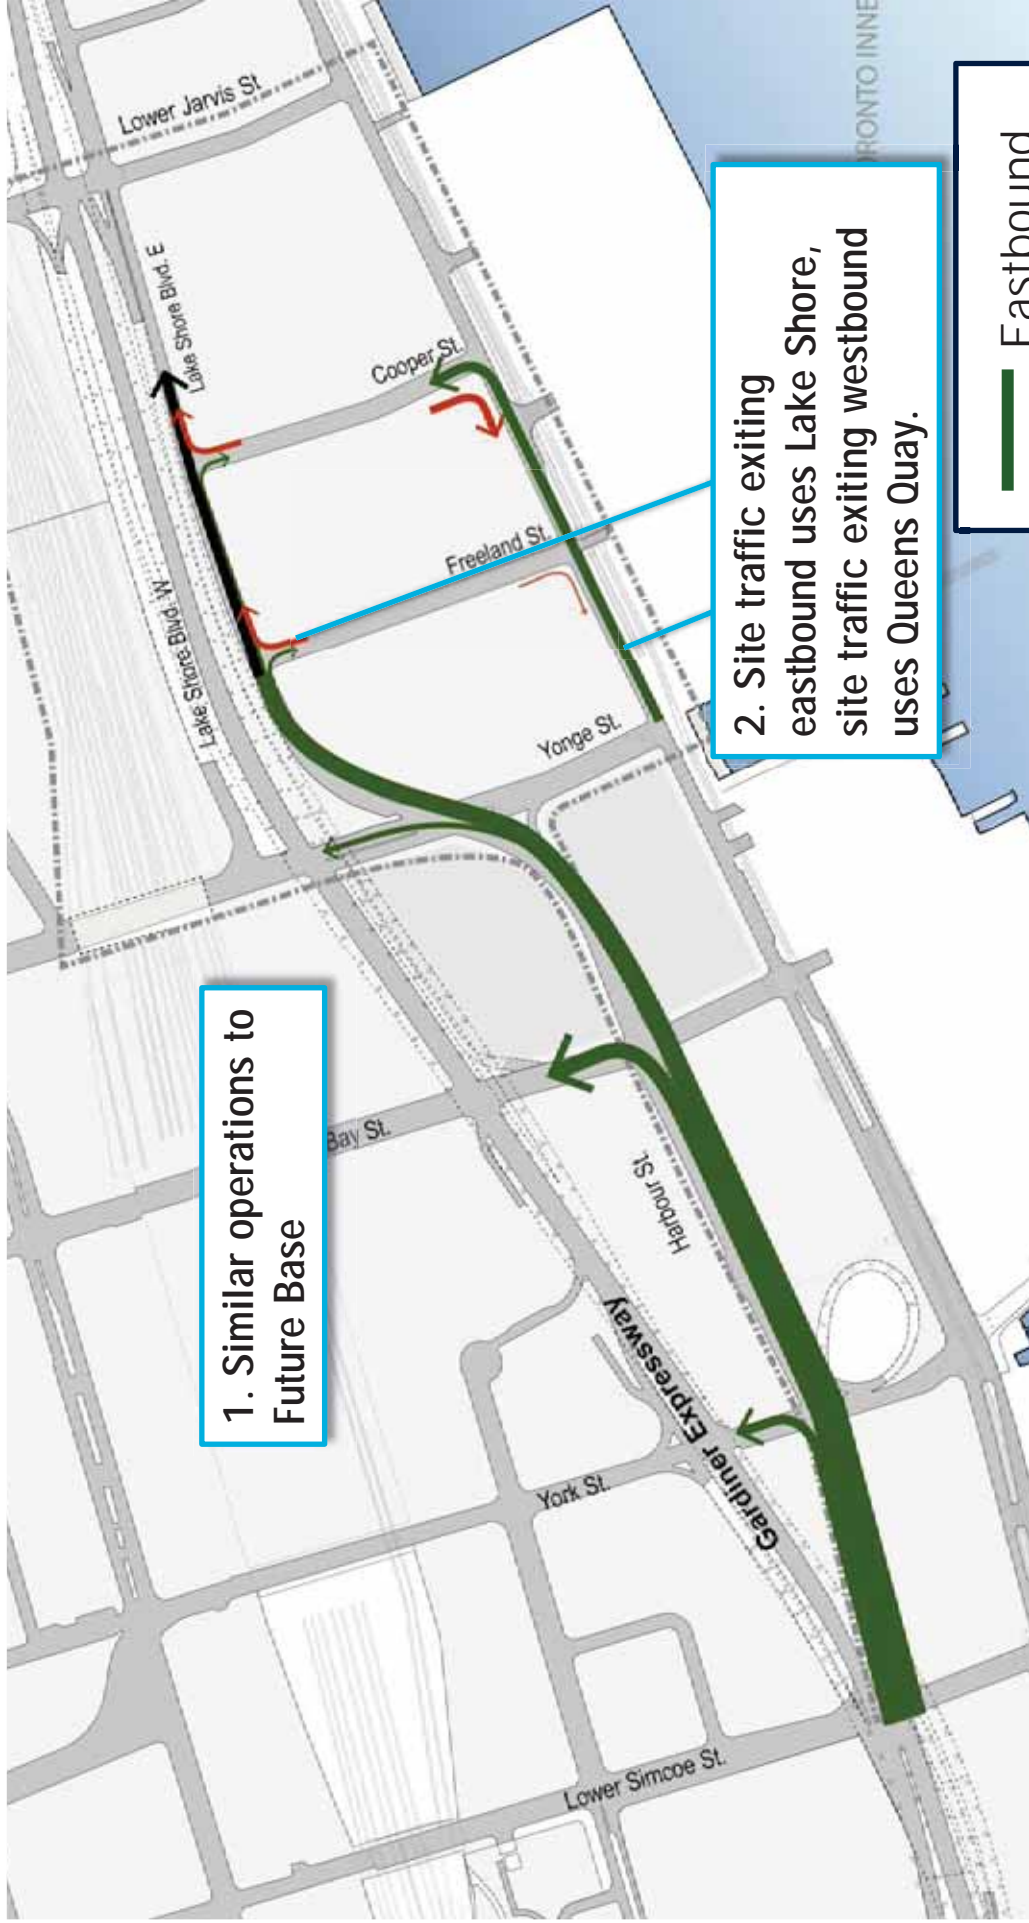 Lower Jarvis St
Lake Shore Blvd. E
Cooper St.
Lake Shore Blvd. W
Freeland St.
Yonge St.
Bay St.
Harbour St.
Gardiner Expressway
York St.
Lower Simcoe St.
1. Similar operations to
Future Base
2. Site traffic exiting
eastbound uses Lake Shore,
site traffic exiting westbound
uses Queens Quay.
RONTO INNE
Eastbound